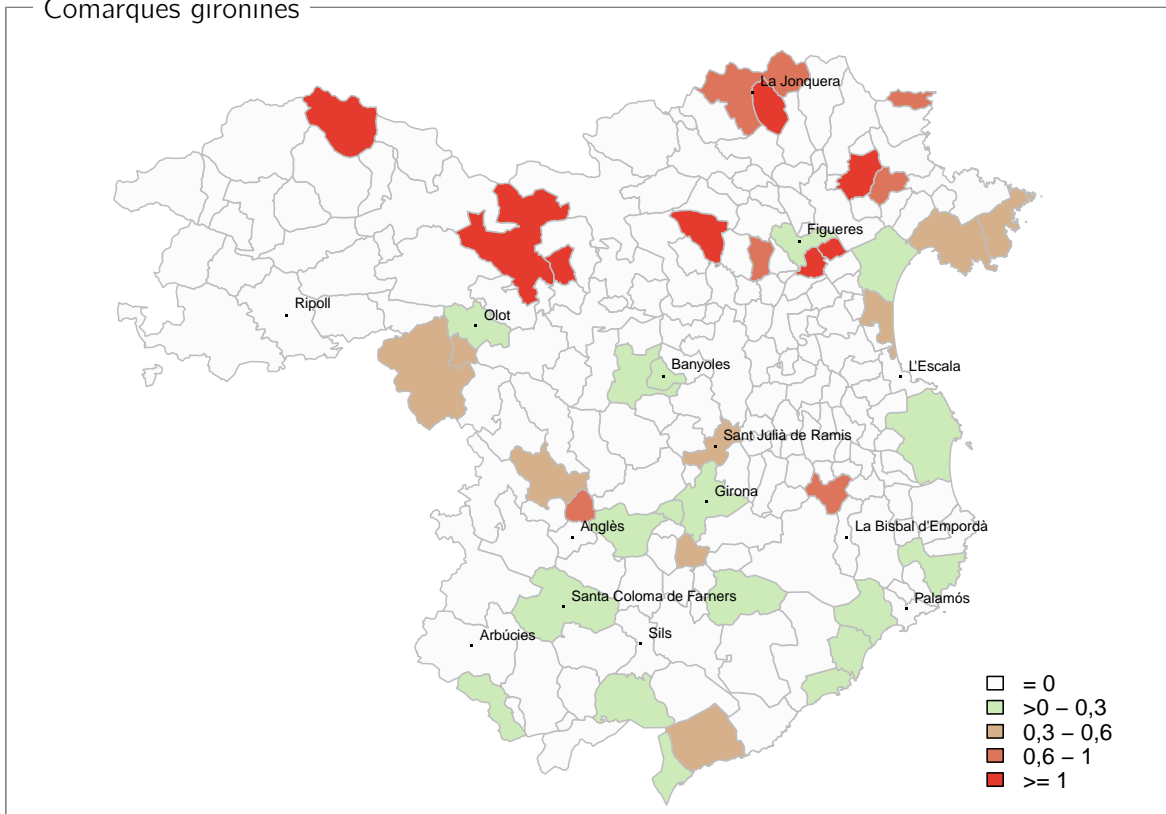 Comarques gironines
La Jonquera
Figueres
Ripoll
Olot
Banyoles
L'Escala
Sant Julià de Ramis
Girona
Anglès
La Bisbal d'Empordà
Santa Coloma de Farners
Palamós
Arbúcies
Sils
= 0
>0 – 0,3
0,3 – 0,6
0,6 – 1
>= 1